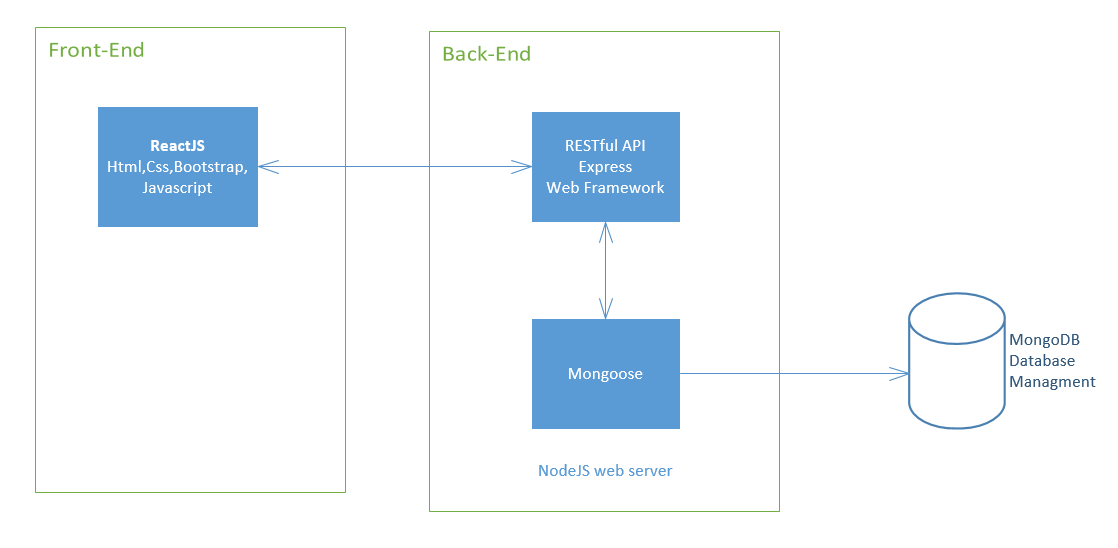 Front-End
ReactJS
Html,Css,Bootstrap,
Javascript
Back-End
RESTful API
Express
Web Framework
Mongoose
NodeJS web server
MongoDB
Database
Managment